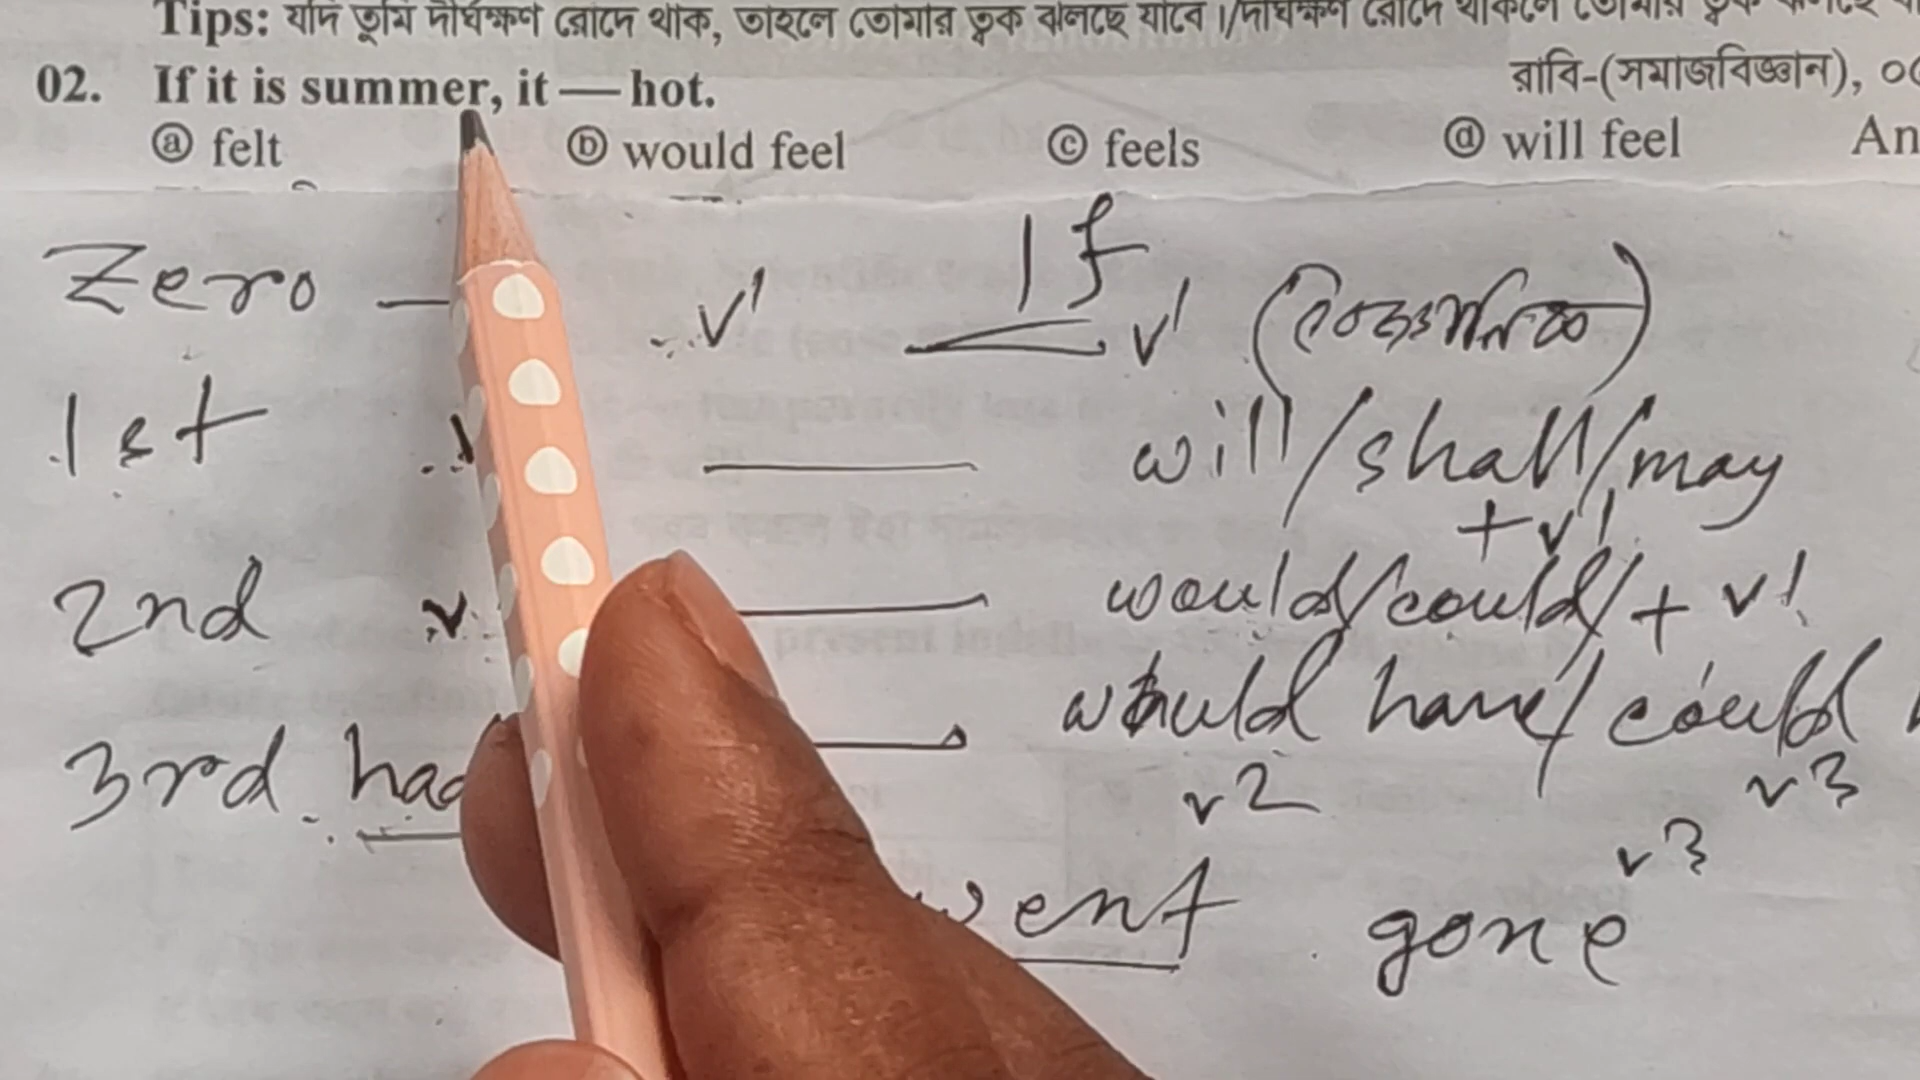 Tips: যদি তুমি দীর্ঘক্ষণ রোদে থাক, তাহলে তোমার ত্বক ঝলছে যাবে।/দীর্ঘক্ষণ রোদে থাকলে তোমার ত্বক
রাবি-(সমাজবিজ্ঞান),
02. If it is summer, it — hot.
ⓐ felt ⓑ would feel ⓒ feels ⓓ will feel An
If
Zero — v1 v1
1st will/shall/may
+ v1
2nd v would/could/ + v1
3rd had would have/ could
v2 v3
v3
went gone